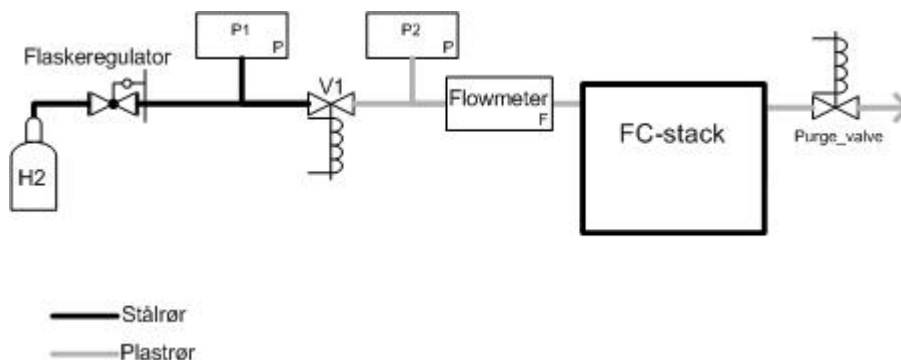 P1
P
P2
P
Flaskeregulator
V1
Flowmeter
F
FC-stack
Purge_valve
H2
Stålrør
Plastrør